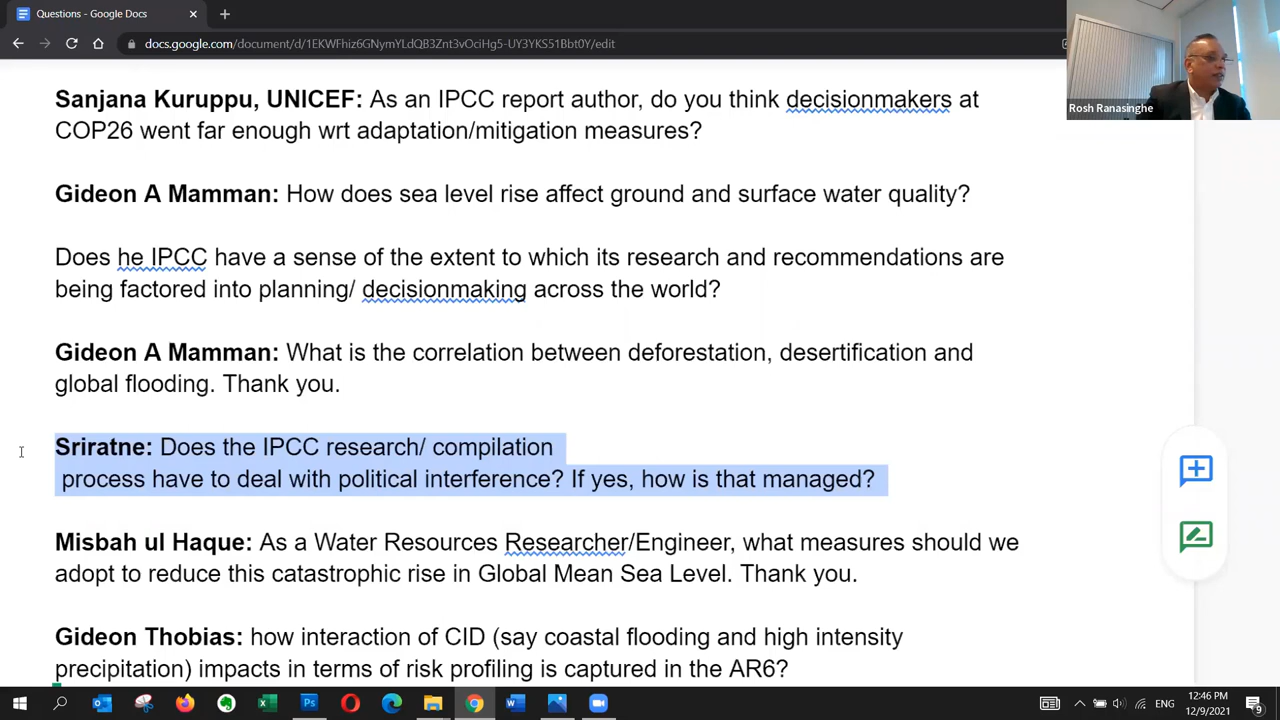 Questions - Google Docs
docs.google.com/document/d/1EKWFhiz6GNymYLdQB3Znt3vOciHg5-UY3YKS51Bbt0Y/edit
Rosh Ranasinghe
Sanjana Kuruppu, UNICEF: As an IPCC report author, do you think decisionmakers at
COP26 went far enough wrt adaptation/mitigation measures?
Gideon A Mamman: How does sea level rise affect ground and surface water quality?
Does he IPCC have a sense of the extent to which its research and recommendations are
being factored into planning/ decisionmaking across the world?
Gideon A Mamman: What is the correlation between deforestation, desertification and
global flooding. Thank you.
Sriratne: Does the IPCC research/ compilation
process have to deal with political interference? If yes, how is that managed?
Misbah ul Haque: As a Water Resources Researcher/Engineer, what measures should we
adopt to reduce this catastrophic rise in Global Mean Sea Level. Thank you.
Gideon Thobias: how interaction of CID (say coastal flooding and high intensity
precipitation) impacts in terms of risk profiling is captured in the AR6?
ENG
12:46 PM
12/9/2021
9